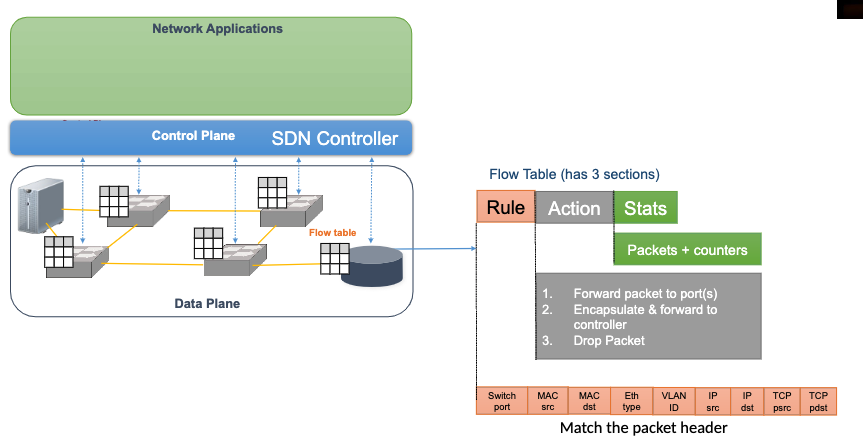 Network Applications
Control Plane
SDN Controller
Flow table
Data Plane
Flow Table (has 3 sections)
Rule
Action
Stats
Packets + counters
1. Forward packet to port(s)
2. Encapsulate & forward to
controller
3. Drop Packet
Switch port
MAC src
MAC dst
Eth type
VLAN ID
IP src
IP dst
TCP psrc
TCP pdst
Match the packet header